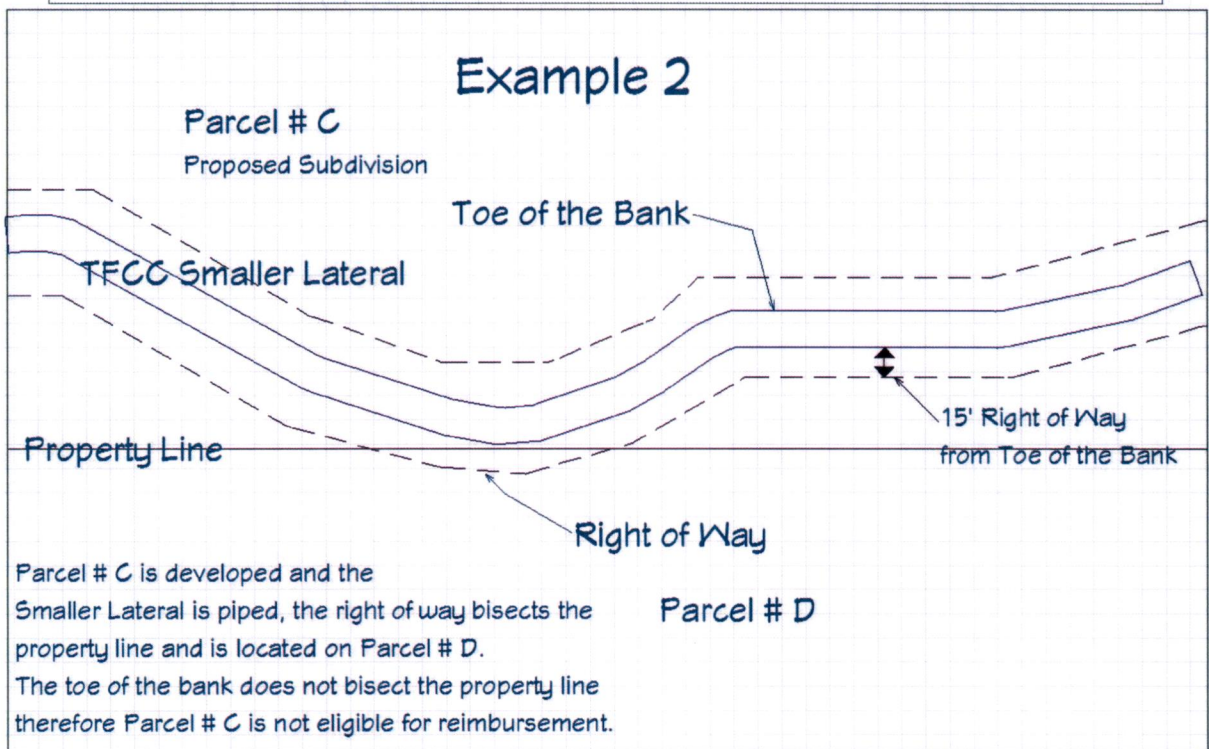 Example 2
Parcel # C
Proposed Subdivision
Toe of the Bank
TFCC Smaller Lateral
15' Right of Way
from Toe of the Bank
Property Line
Right of Way
Parcel # C is developed and the
Smaller Lateral is piped, the right of way bisects the
property line and is located on Parcel # D.
The toe of the bank does not bisect the property line
therefore Parcel # C is not eligible for reimbursement.
Parcel # D